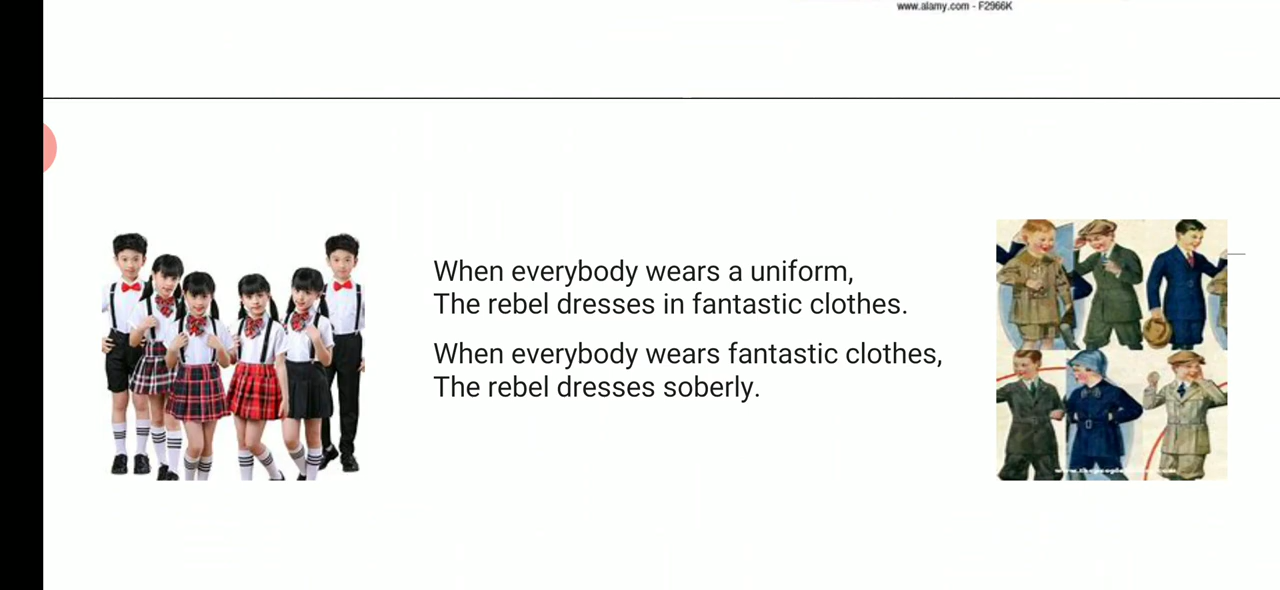 www.alamy.com - F2966K
When everybody wears a uniform,
The rebel dresses in fantastic clothes.
When everybody wears fantastic clothes,
The rebel dresses soberly.